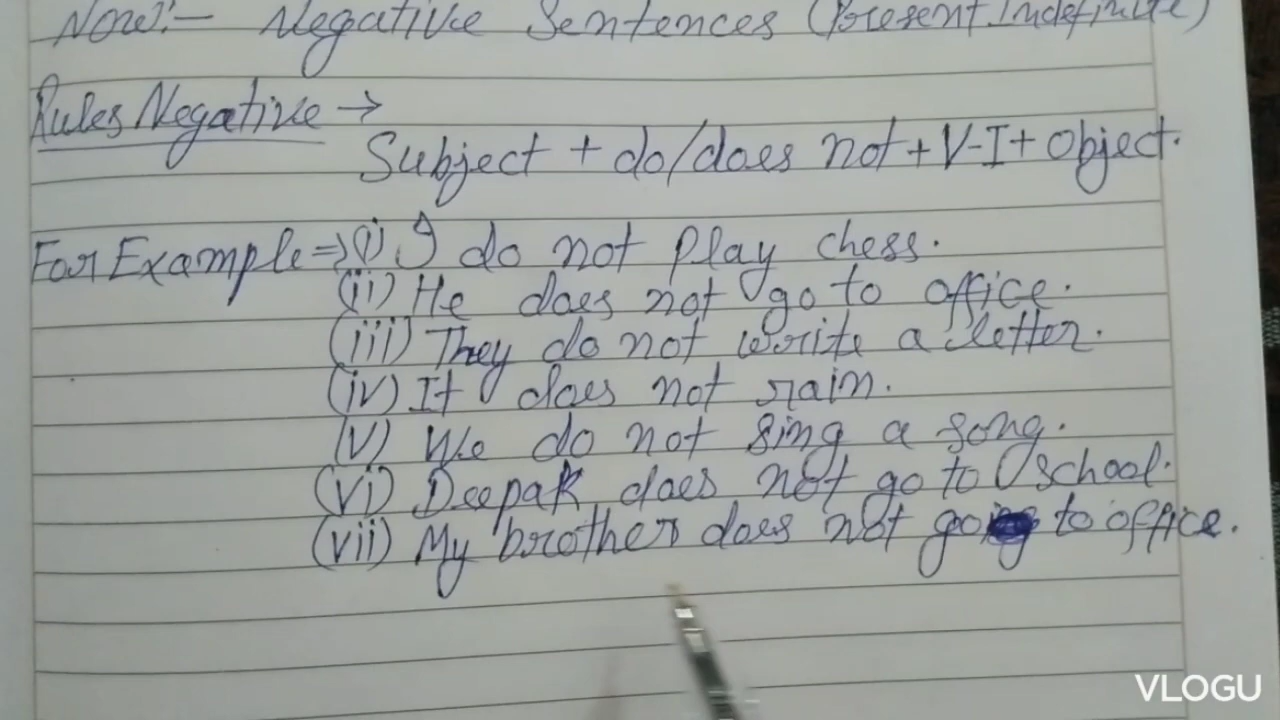 Now:- Negative Sentences (Present Indefinite)
Rules Negative →
Subject + do/does not + V-I + Object.
For Example ⇒ (i) I do not play chess.
(ii) He does not go to office.
(iii) They do not write a letter.
(iv) It does not rain.
(v) We do not sing a song.
(vi) Deepak does not go to school.
(vii) My brother does not go to office.
VLOGU